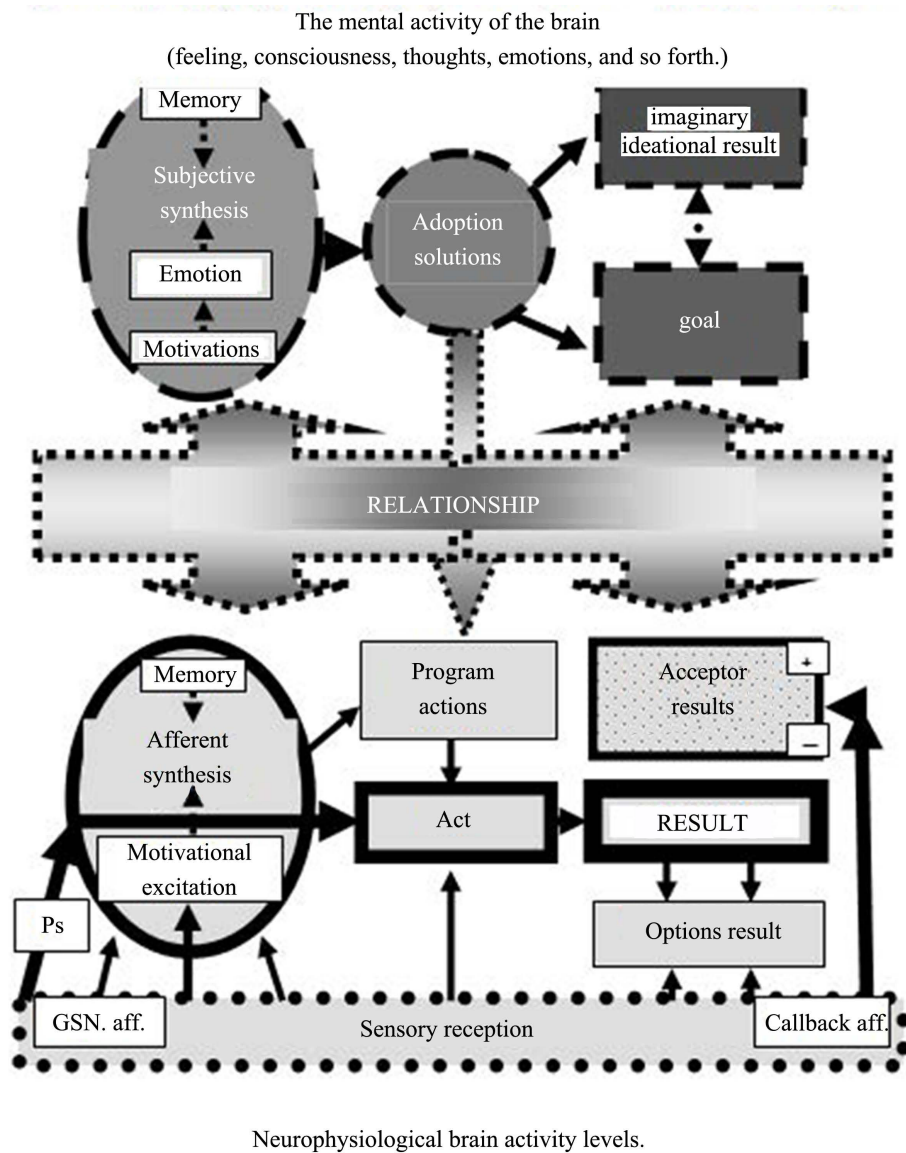 The mental activity of the brain
(feeling, consciousness, thoughts, emotions, and so forth.)
Memory
Subjective
synthesis
Emotion
Motivations
Adoption
solutions
imaginary
ideational result
goal
RELATIONSHIP
Memory
Afferent
synthesis
Motivational
excitation
Program
actions
Act
Acceptor
results
+
–
RESULT
Options result
Ps
GSN. aff.
Sensory reception
Callback aff.
Neurophysiological brain activity levels.